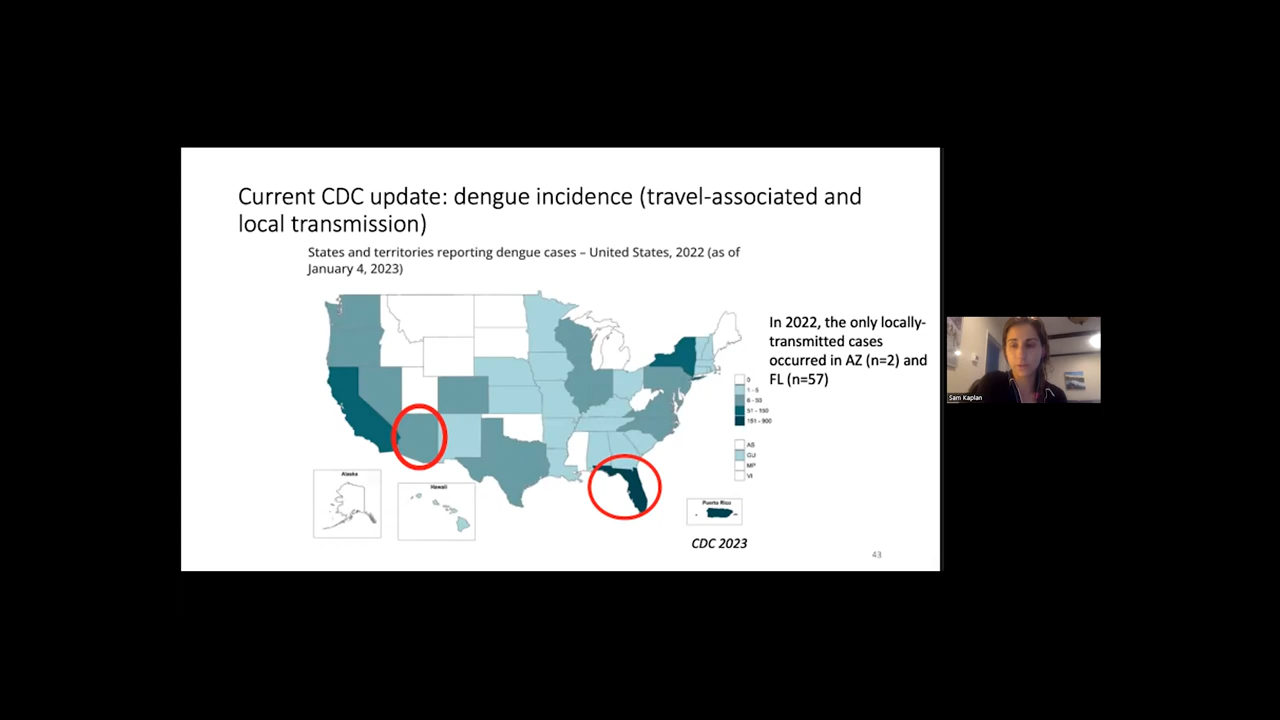 Current CDC update: dengue incidence (travel-associated and
local transmission)
States and territories reporting dengue cases – United States, 2022 (as of
January 4, 2023)
In 2022, the only locally-
transmitted cases
occurred in AZ (n=2) and
FL (n=57)
0
1 - 5
6 - 50
51 - 150
151 - 900
AS
GU
MP
VI
Alaska
Hawaii
Puerto Rico
CDC 2023
43
Sam Kaplan